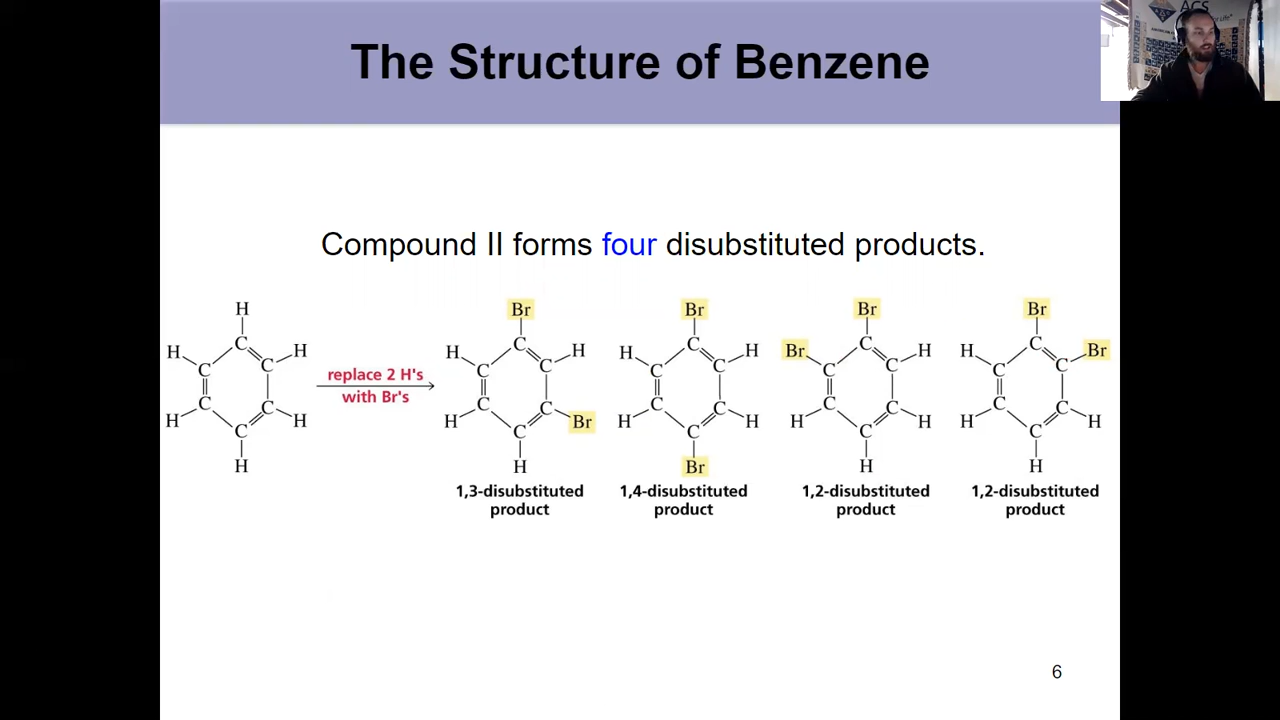 The Structure of Benzene
ACS
Compound II forms four disubstituted products.
H
H H
C
C C
C C
C
H H
H
replace 2 H's
with Br's
Br
H H
C
C C
C C
C
H Br
H
1,3-disubstituted
product
Br
H H
C
C C
C C
C
H H
Br
1,4-disubstituted
product
Br
Br H
C
C C
C C
C
H H
H
1,2-disubstituted
product
Br
H Br
C
C C
C C
C
H H
H
1,2-disubstituted
product
6